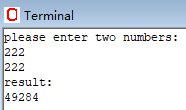 Terminal
please enter two numbers:
222
222
result:
49284